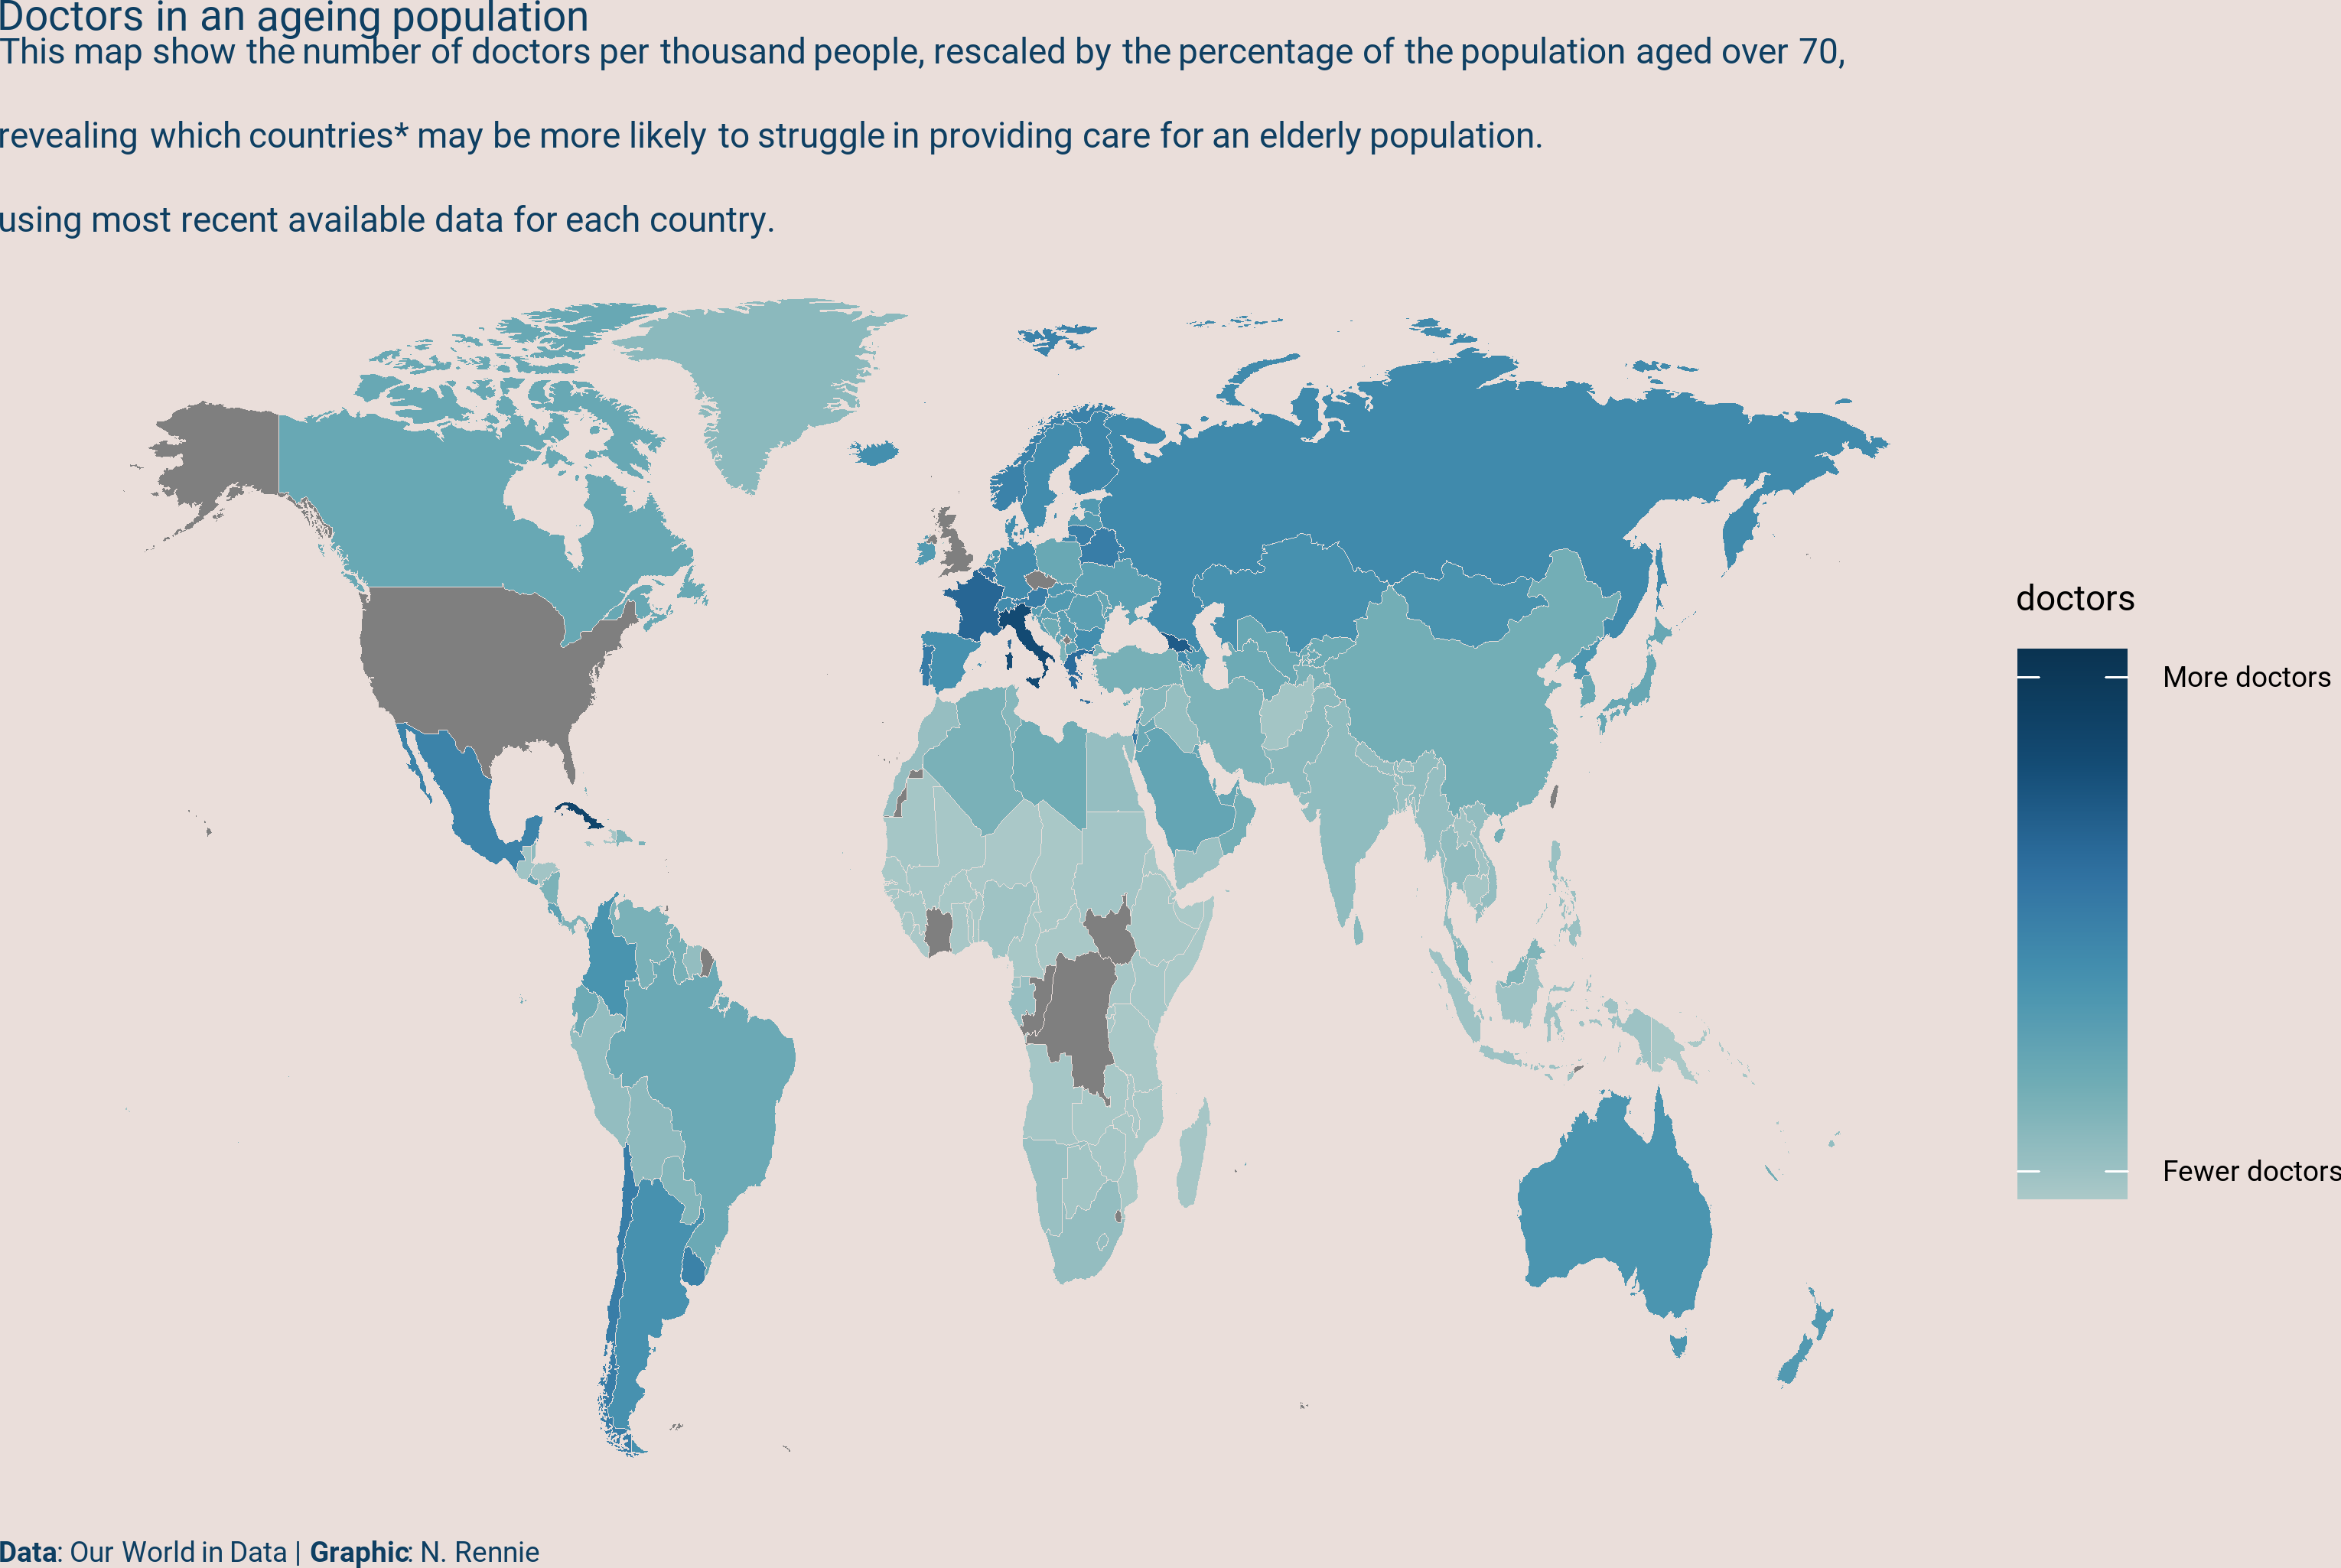 Doctors in an ageing population
This map show the number of doctors per thousand people, rescaled by the percentage of the population aged over 70,
revealing which countries* may be more likely to struggle in providing care for an elderly population.
using most recent available data for each country.
doctors
More doctors
Fewer doctors
Data: Our World in Data | Graphic: N. Rennie